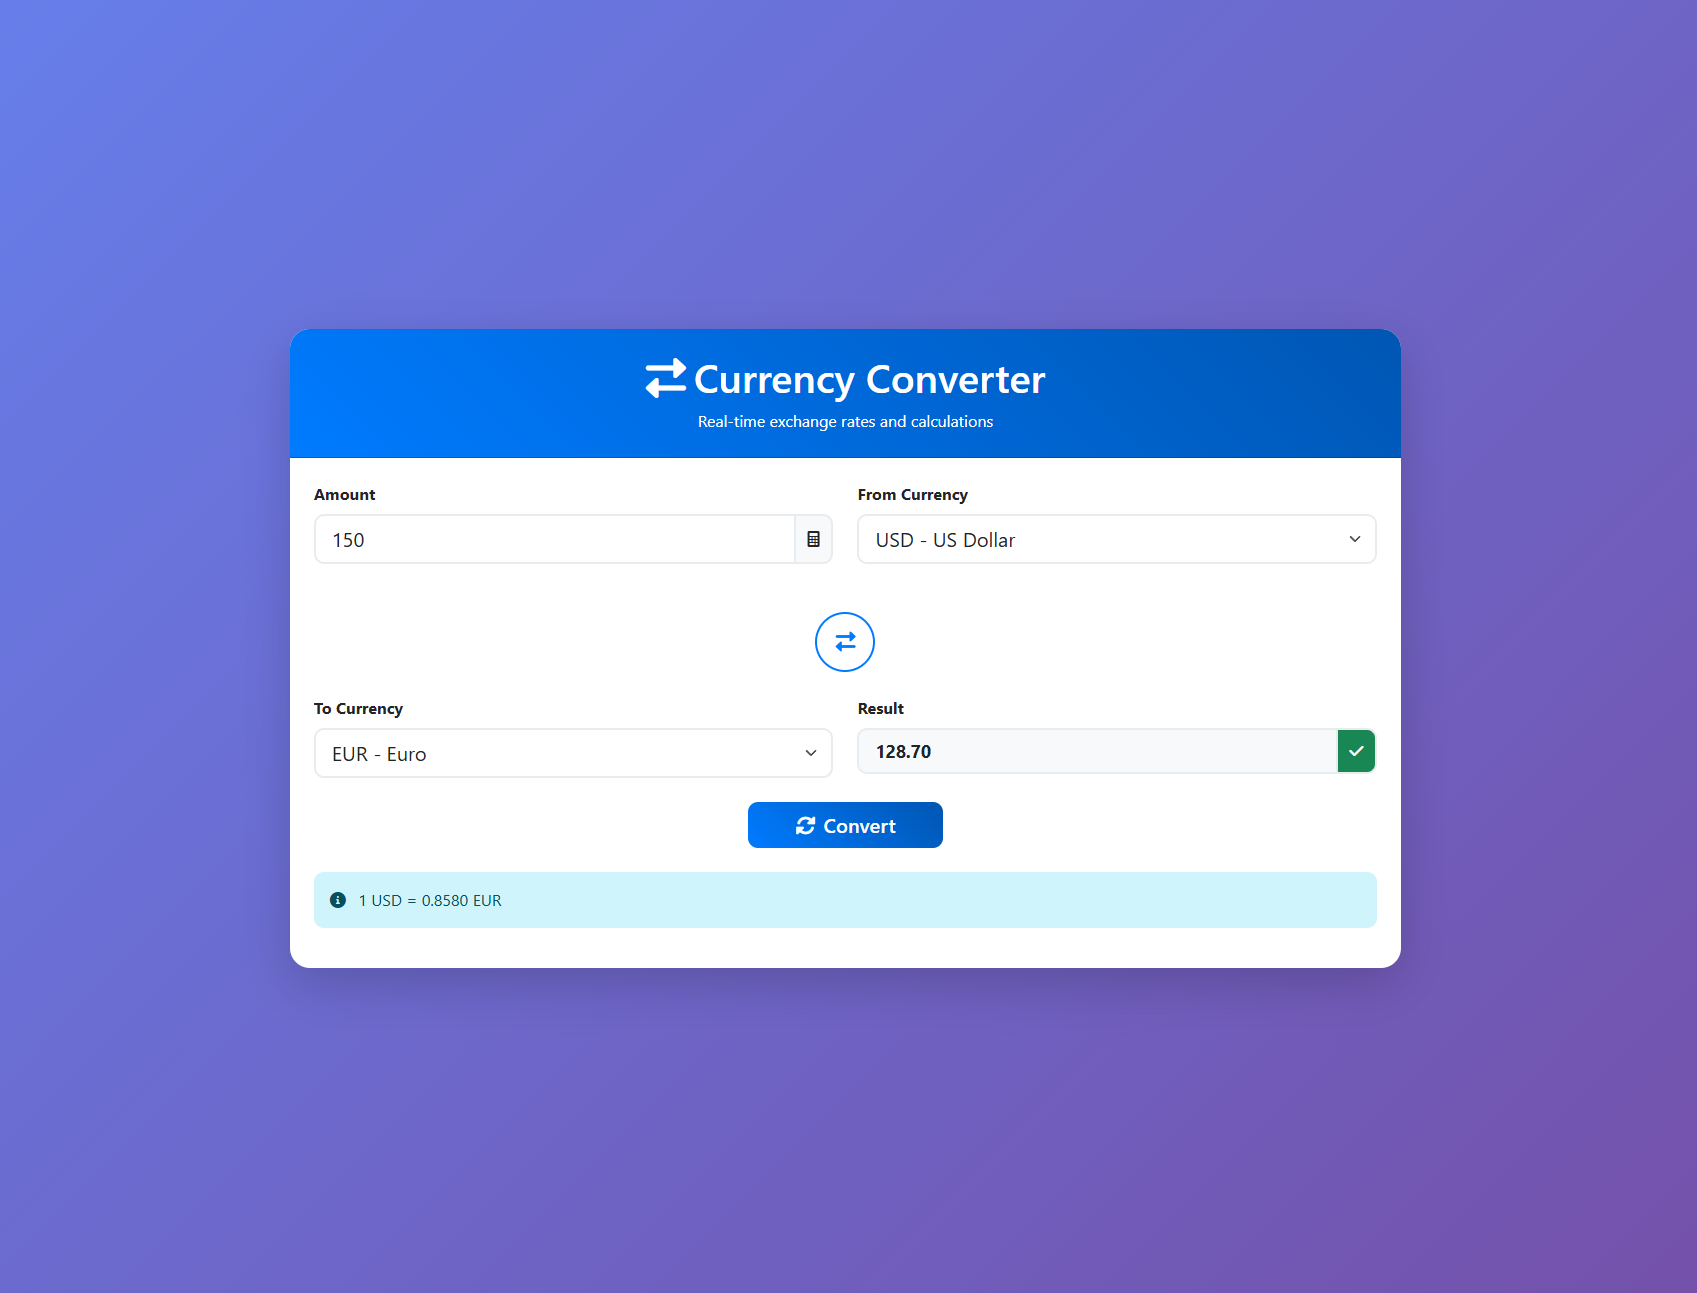 Currency Converter
Real-time exchange rates and calculations
Amount
150
From Currency
USD - US Dollar
To Currency
EUR - Euro
Result
128.70
Convert
1 USD = 0.8580 EUR